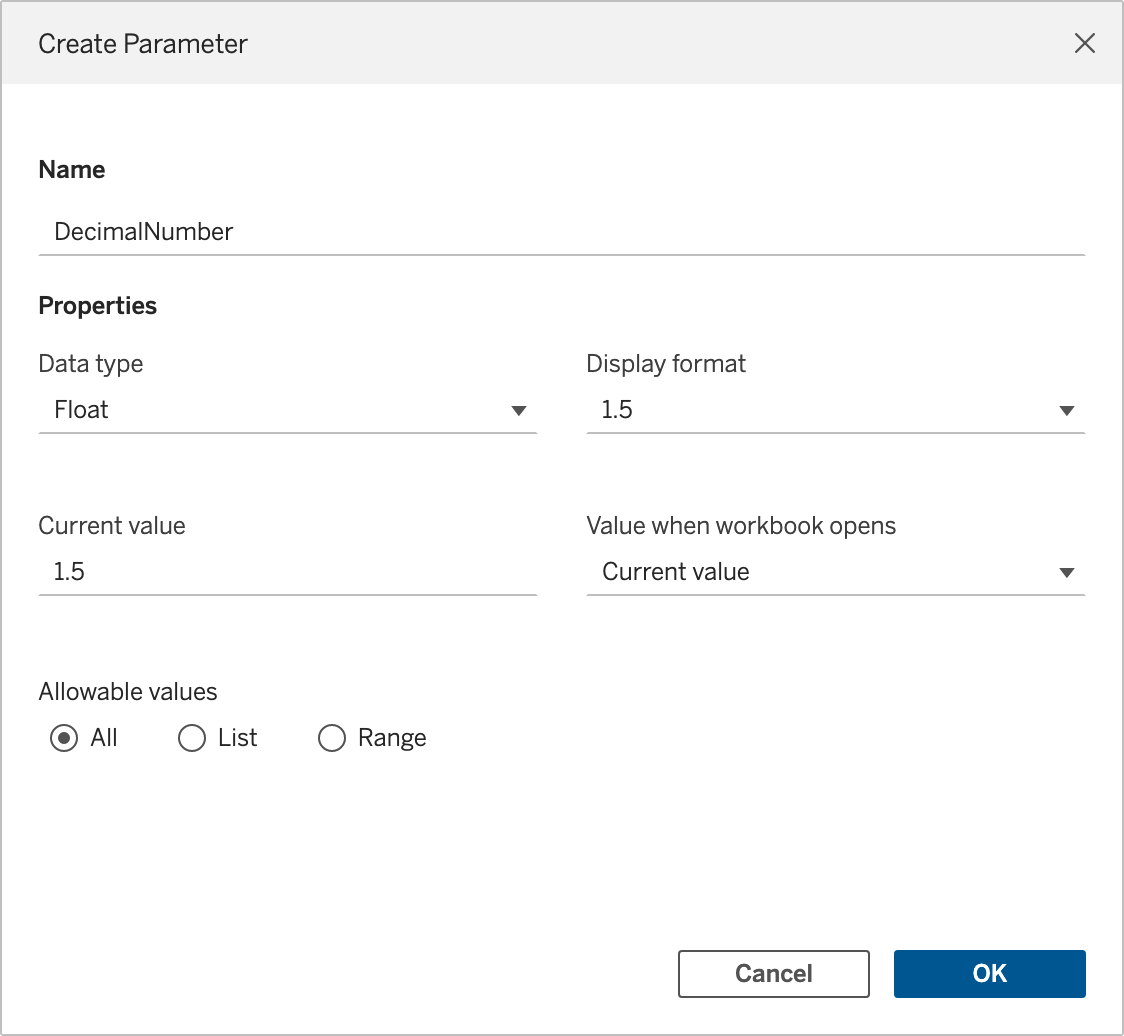 Create Parameter
Name
DecimalNumber
Properties
Data type Display format
Float 1.5
Current value Value when workbook opens
1.5 Current value
Allowable values
All List Range
Cancel OK